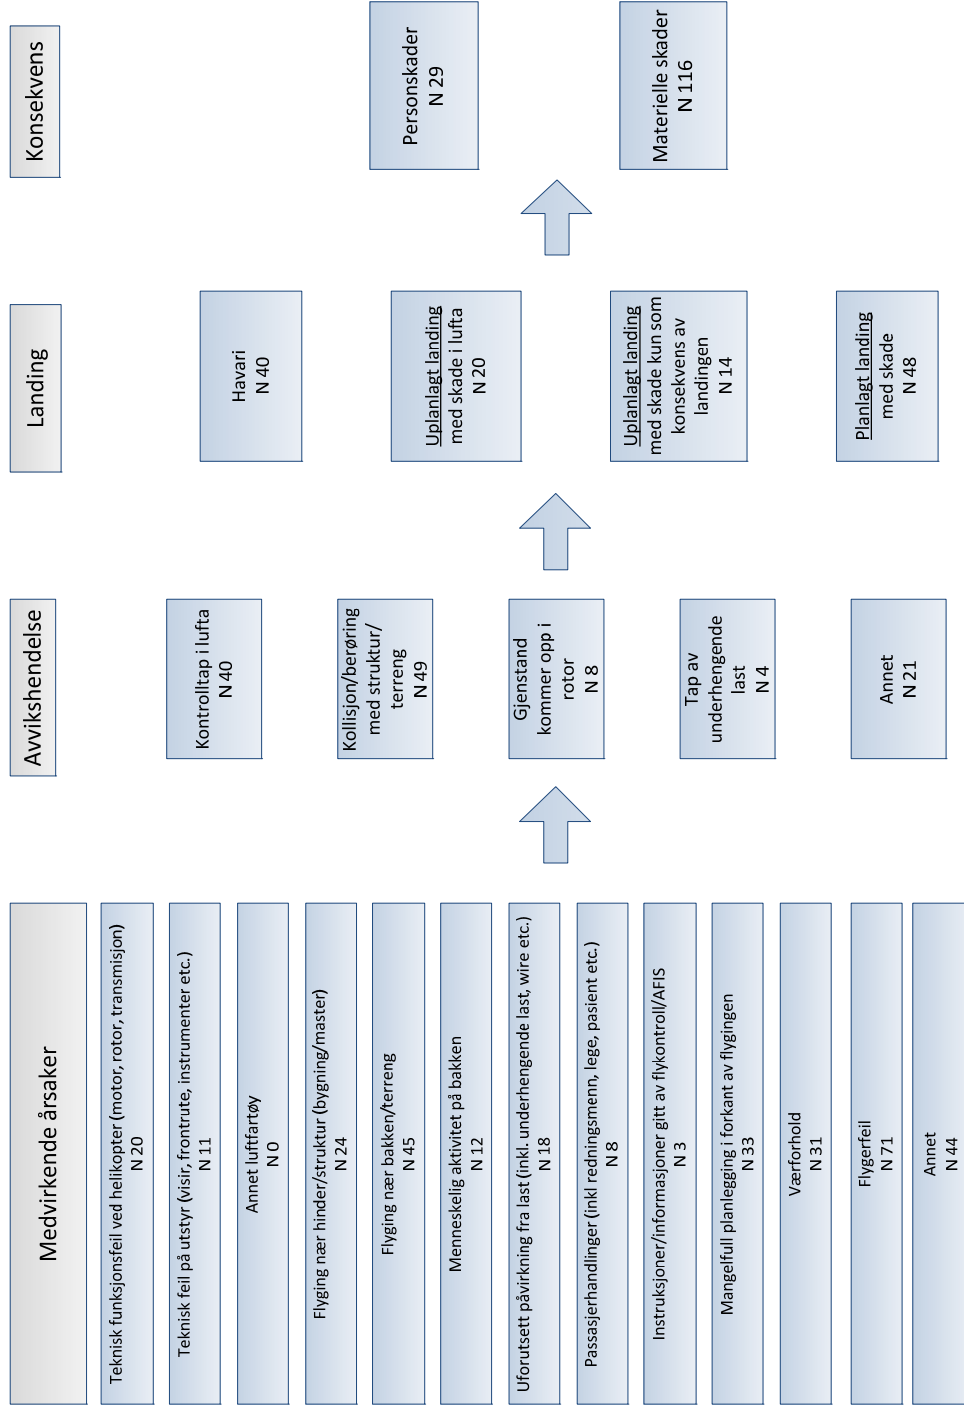 Medvirkende årsaker
Teknisk funksjonsfeil ved helikopter (motor, rotor, transmisjon)
N 20
Teknisk feil på utstyr (visir, frontrute, instrumenter etc.)
N 11
Annet luftfartøy
N 0
Flyging nær hinder/struktur (bygning/master)
N 24
Flyging nær bakken/terreng
N 45
Menneskelig aktivitet på bakken
N 12
Uforutsett påvirkning fra last (inkl. underhengende last, wire etc.)
N 18
Passasjerhandlinger (inkl redningsmenn, lege, pasient etc.)
N 8
Instruksjoner/informasjoner gitt av flykontroll/AFIS
N 3
Mangelfull planlegging i forkant av flygingen
N 33
Værforhold
N 31
Flygerfeil
N 71
Annet
N 44
Avvikshendelse
Kontrolltap i lufta
N 40
Kollisjon/berøring
med struktur/
terreng
N 49
Gjenstand
kommer opp i
rotor
N 8
Tap av
underhengende
last
N 4
Annet
N 21
Landing
Havari
N 40
Uplanlagt landing
med skade i lufta
N 20
Uplanlagt landing
med skade kun som
konsekvens av
landingen
N 14
Planlagt landing
med skade
N 48
Konsekvens
Personskader
N 29
Materielle skader
N 116